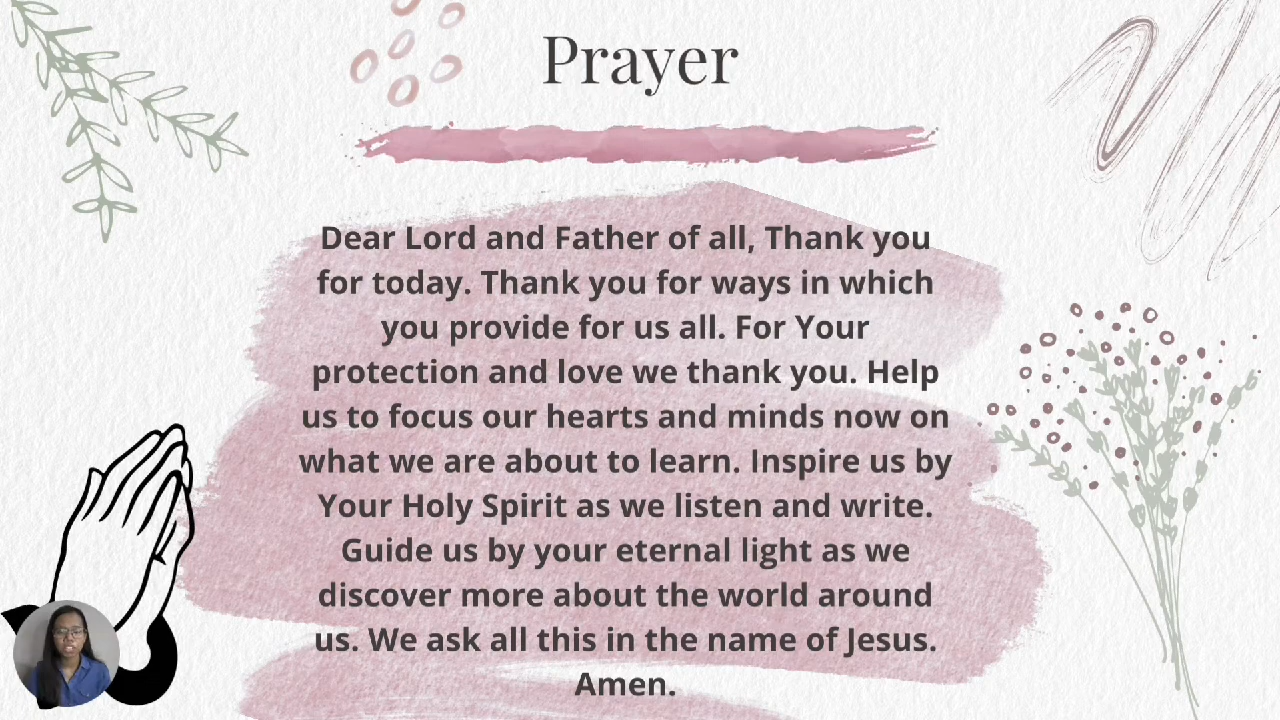 Prayer
Dear Lord and Father of all, Thank you
for today. Thank you for ways in which
you provide for us all. For Your
protection and love we thank you. Help
us to focus our hearts and minds now on
what we are about to learn. Inspire us by
Your Holy Spirit as we listen and write.
Guide us by your eternal light as we
discover more about the world around
us. We ask all this in the name of Jesus.
Amen.